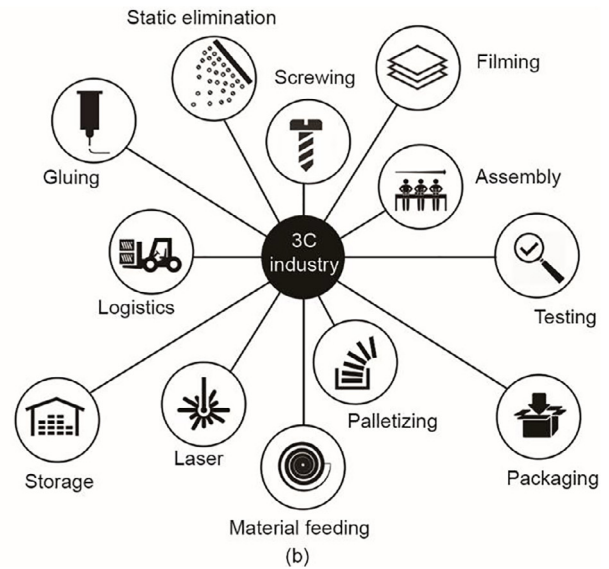 Static elimination
Filming
Screwing
Gluing
Assembly
3C
industry
Logistics
Testing
Palletizing
Laser
Storage
Packaging
Material feeding
(b)